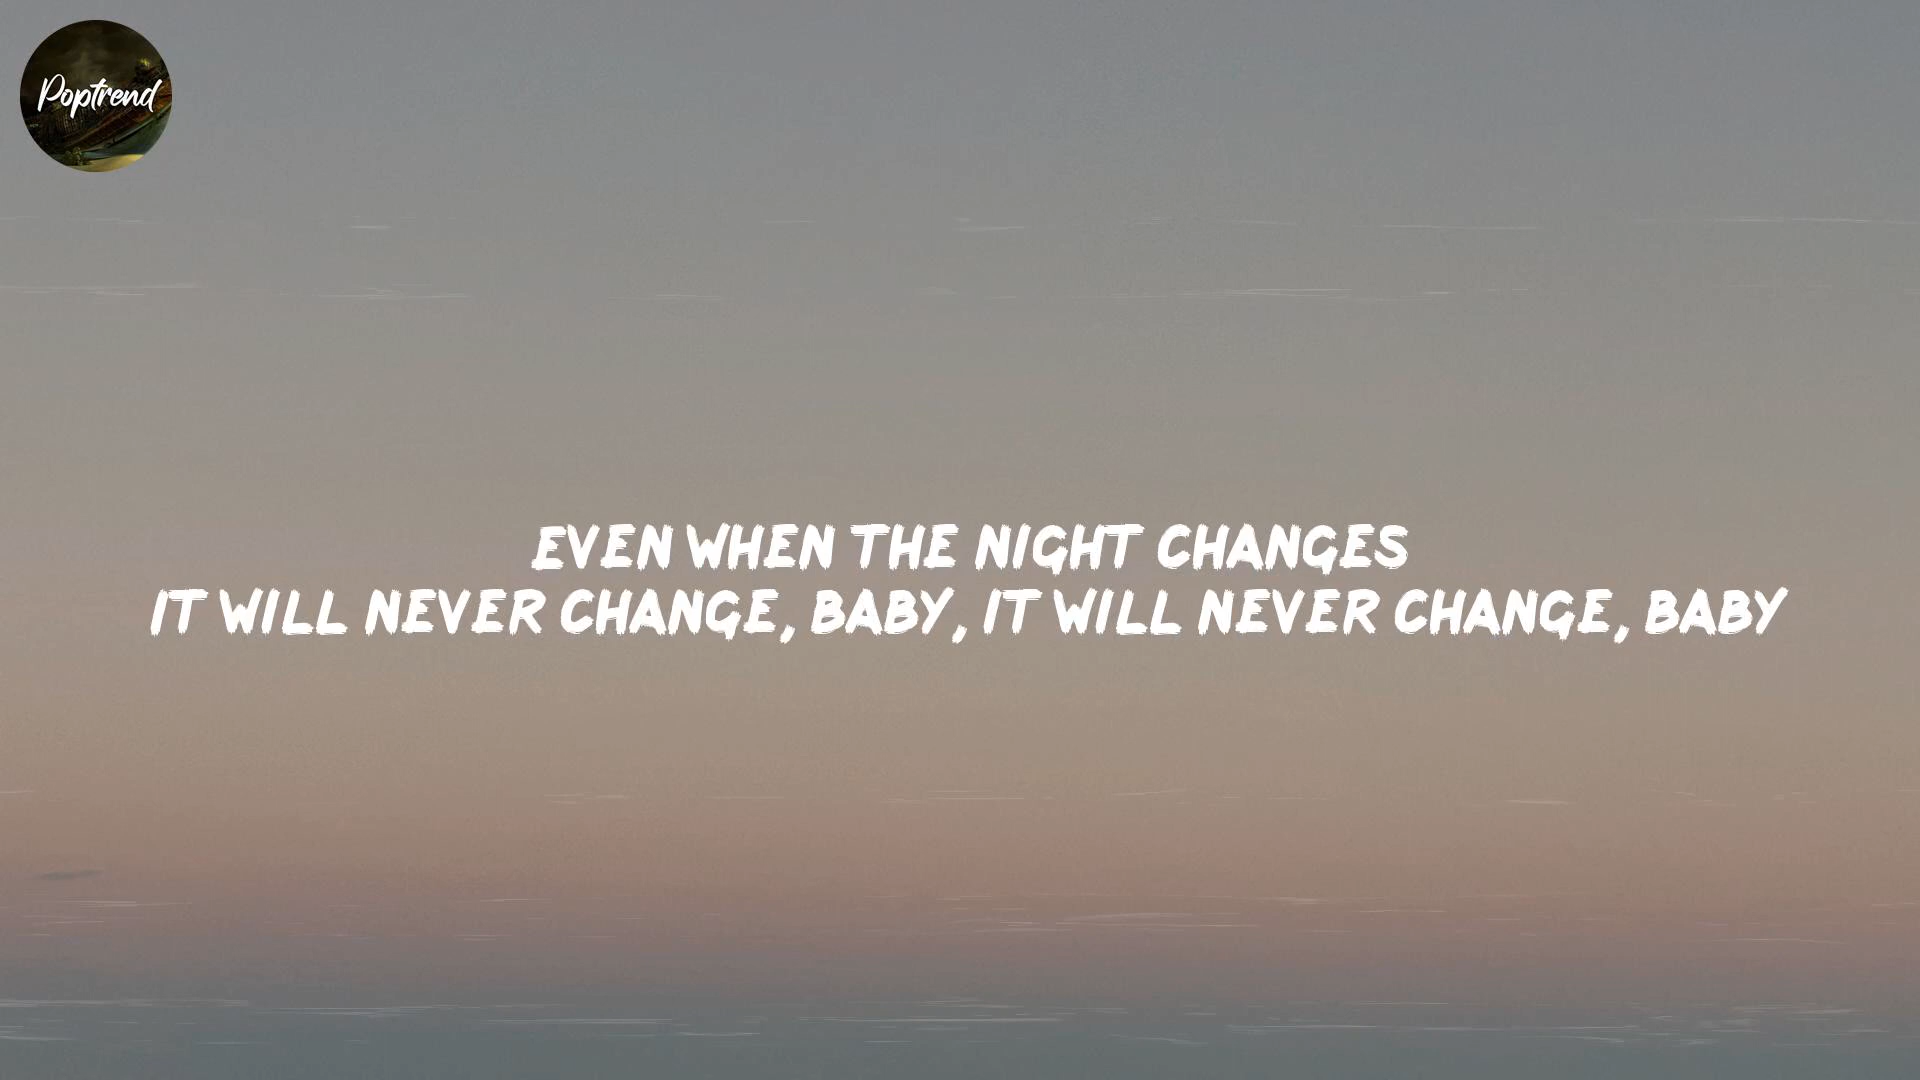 Poptrend
EVEN WHEN THE NIGHT CHANGES
IT WILL NEVER CHANGE, BABY, IT WILL NEVER CHANGE, BABY